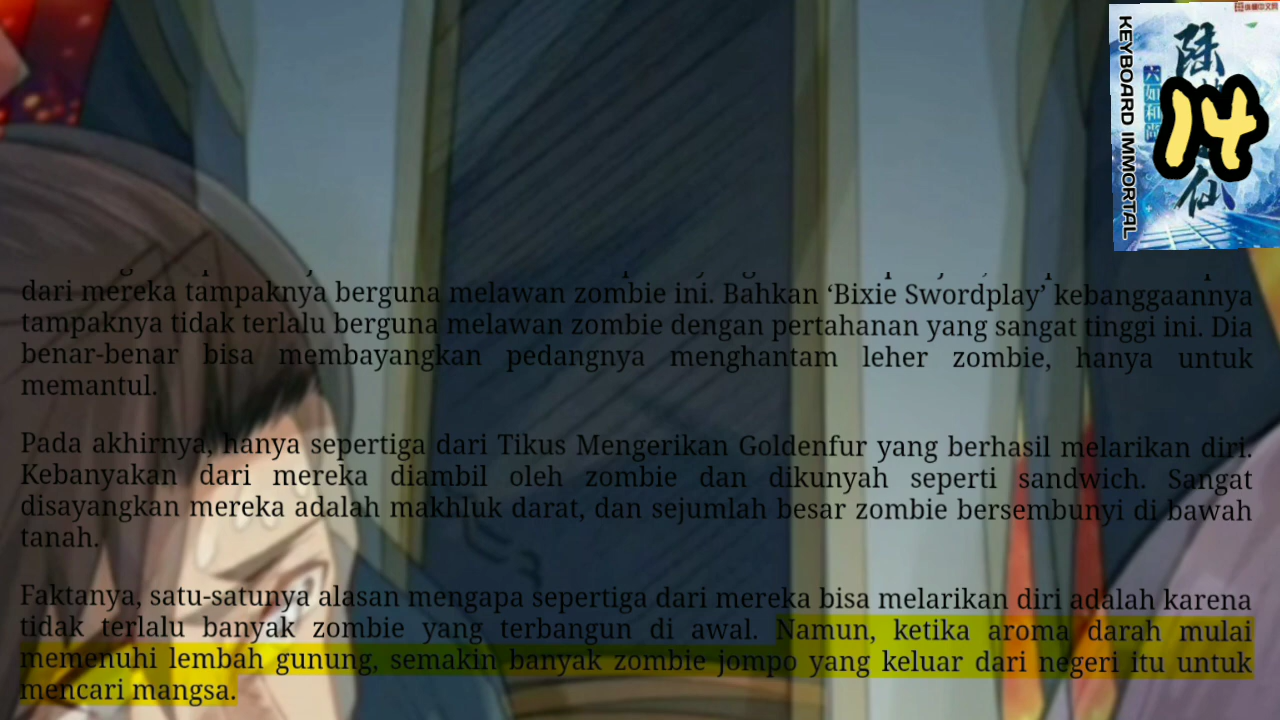 KEYBOARD IMMORTAL
陆
六如和尚
仙
14
dari mereka tampaknya berguna melawan zombie ini. Bahkan ‘Bixie Swordplay’ kebanggaannya
tampaknya tidak terlalu berguna melawan zombie dengan pertahanan yang sangat tinggi ini. Dia
benar-benar bisa membayangkan pedangnya menghantam leher zombie, hanya untuk
memantul.
Pada akhirnya, hanya sepertiga dari Tikus Mengerikan Goldenfur yang berhasil melarikan diri.
Kebanyakan dari mereka diambil oleh zombie dan dikunyah seperti sandwich. Sangat
disayangkan mereka adalah makhluk darat, dan sejumlah besar zombie bersembunyi di bawah
tanah.
Faktanya, satu-satunya alasan mengapa sepertiga dari mereka bisa melarikan diri adalah karena
tidak terlalu banyak zombie yang terbangun di awal. Namun, ketika aroma darah mulai
memenuhi lembah gunung, semakin banyak zombie jompo yang keluar dari negeri itu untuk
mencari mangsa.